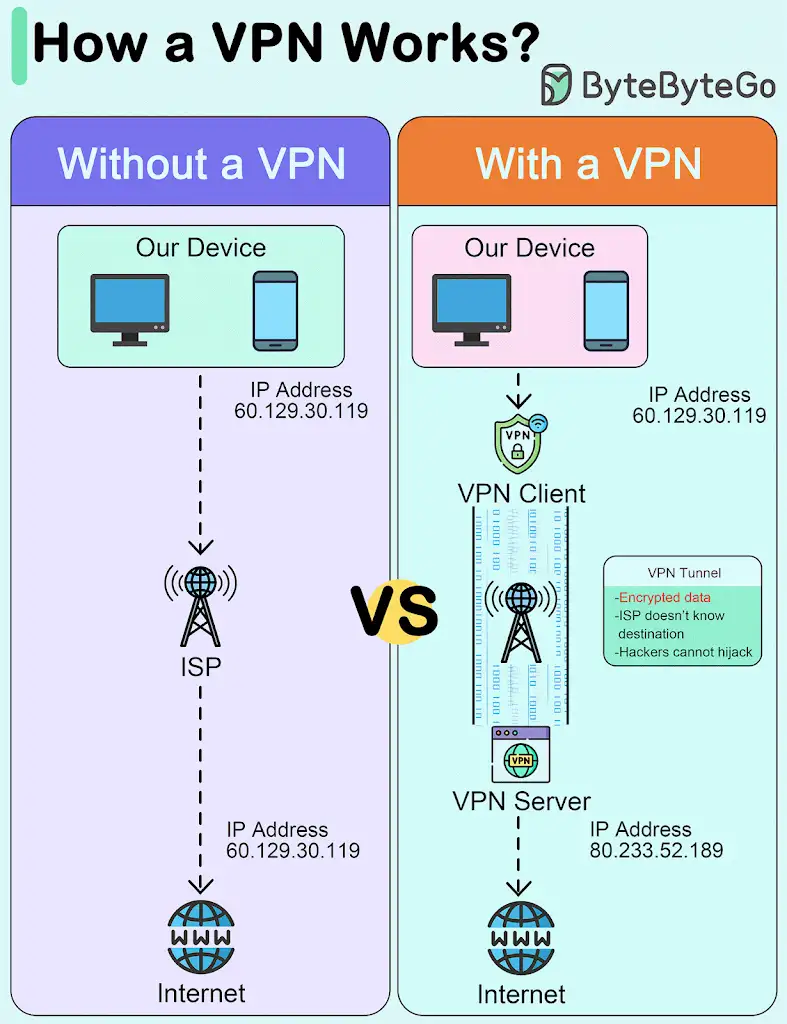 How a VPN Works?
ByteByteGo
Without a VPN
Our Device
IP Address
60.129.30.119
ISP
IP Address
60.129.30.119
WWW
Internet
VS
With a VPN
Our Device
IP Address
60.129.30.119
VPN
VPN Client
VPN Tunnel
-Encrypted data
-ISP doesn't know
destination
-Hackers cannot hijack
VPN
VPN Server
IP Address
80.233.52.189
WWW
Internet